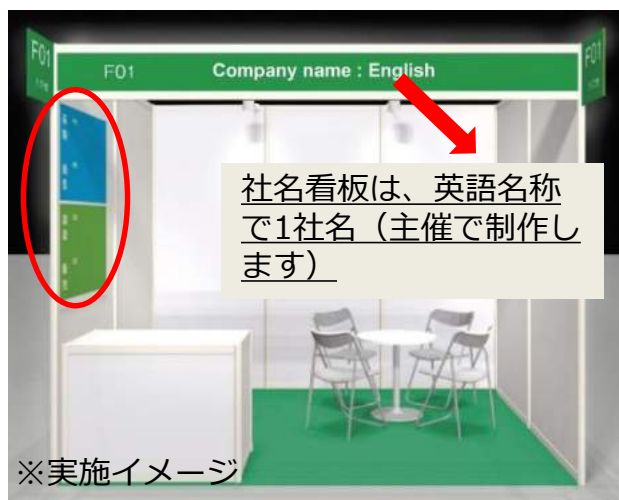 F01
F01
F01 Company name : English
社名看板は、英語名称
で1社名（主催で制作し
ます）
※実施イメージ